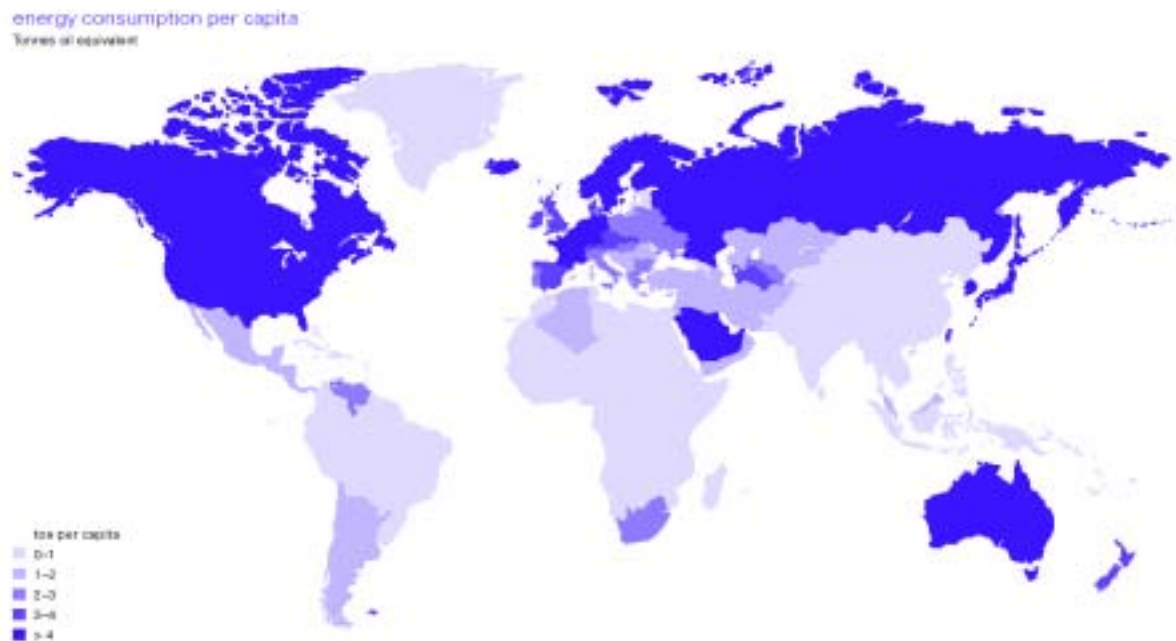 energy consumption per capita
Tonnes oil equivalent
toe per capita
0-1
1-2
2-3
3-4
> 4